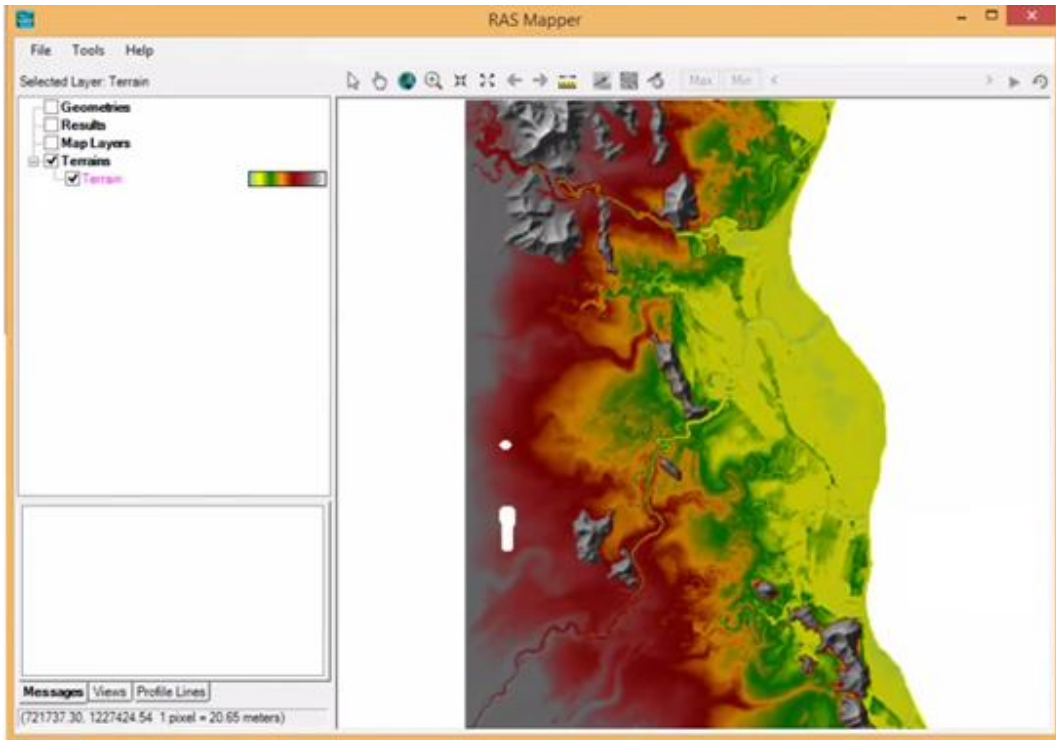 RAS Mapper
File Tools Help
Selected Layer: Terrain
Max Min
Geometries
Results
Map Layers
Terrains
Terrain
Messages Views Profile Lines
(721737.30, 1227424.54 1 pixel = 20.65 meters)